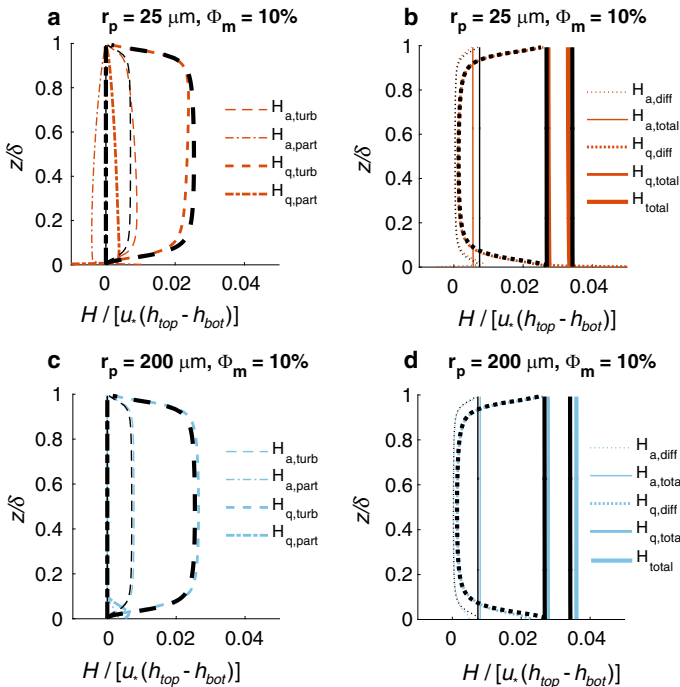 a r_p = 25 μm, Φ_m = 10%
1
0.8
0.6
0.4
0.2
0
z/δ
0 0.02 0.04
H / [u_*(h_top - h_bot)]
H_a,turb
H_a,part
H_q,turb
H_q,part
b r_p = 25 μm, Φ_m = 10%
1
0.8
0.6
0.4
0.2
0
z/δ
0 0.02 0.04
H / [u_*(h_top - h_bot)]
H_a,diff
H_a,total
H_q,diff
H_q,total
H_total
c r_p = 200 μm, Φ_m = 10%
1
0.8
0.6
0.4
0.2
0
z/δ
0 0.02 0.04
H / [u_*(h_top - h_bot)]
H_a,turb
H_a,part
H_q,turb
H_q,part
d r_p = 200 μm, Φ_m = 10%
1
0.8
0.6
0.4
0.2
0
z/δ
0 0.02 0.04
H / [u_*(h_top - h_bot)]
H_a,diff
H_a,tota
H_q,diff
H_q,tota
H_total